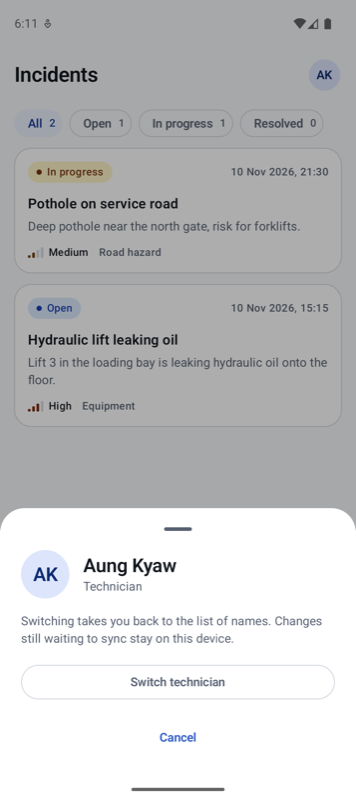 6:11
Incidents
AK
All 2
Open 1
In progress 1
Resolved 0
In progress
10 Nov 2026, 21:30
Pothole on service road
Deep pothole near the north gate, risk for forklifts.
Medium Road hazard
Open
10 Nov 2026, 15:15
Hydraulic lift leaking oil
Lift 3 in the loading bay is leaking hydraulic oil onto the
floor.
High Equipment
AK
Aung Kyaw
Technician
Switching takes you back to the list of names. Changes
still waiting to sync stay on this device.
Switch technician
Cancel